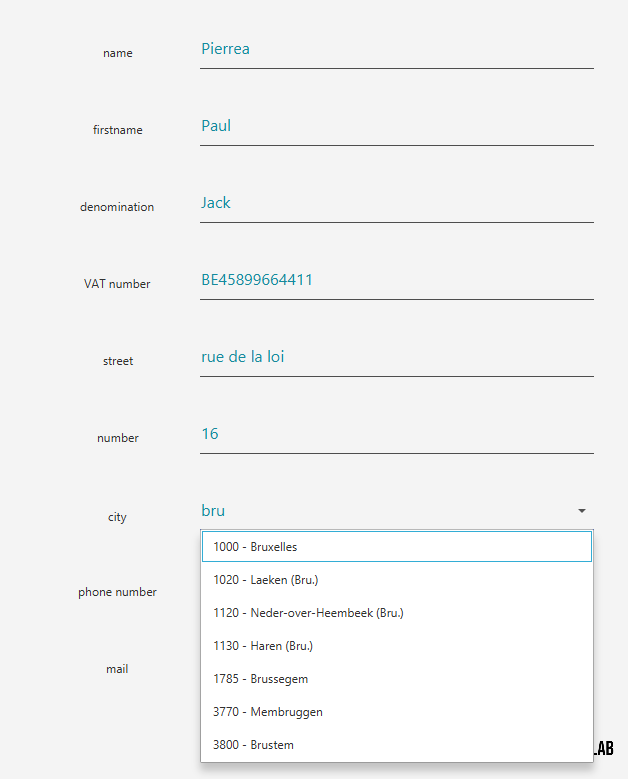 name Pierrea
firstname Paul
denomination Jack
VAT number BE45899664411
street rue de la loi
number 16
city bru
1000 - Bruxelles
1020 - Laeken (Bru.)
1120 - Neder-over-Heembeek (Bru.)
phone number
1130 - Haren (Bru.)
mail
1785 - Brussegem
3770 - Membruggen
3800 - Brustem
LAB